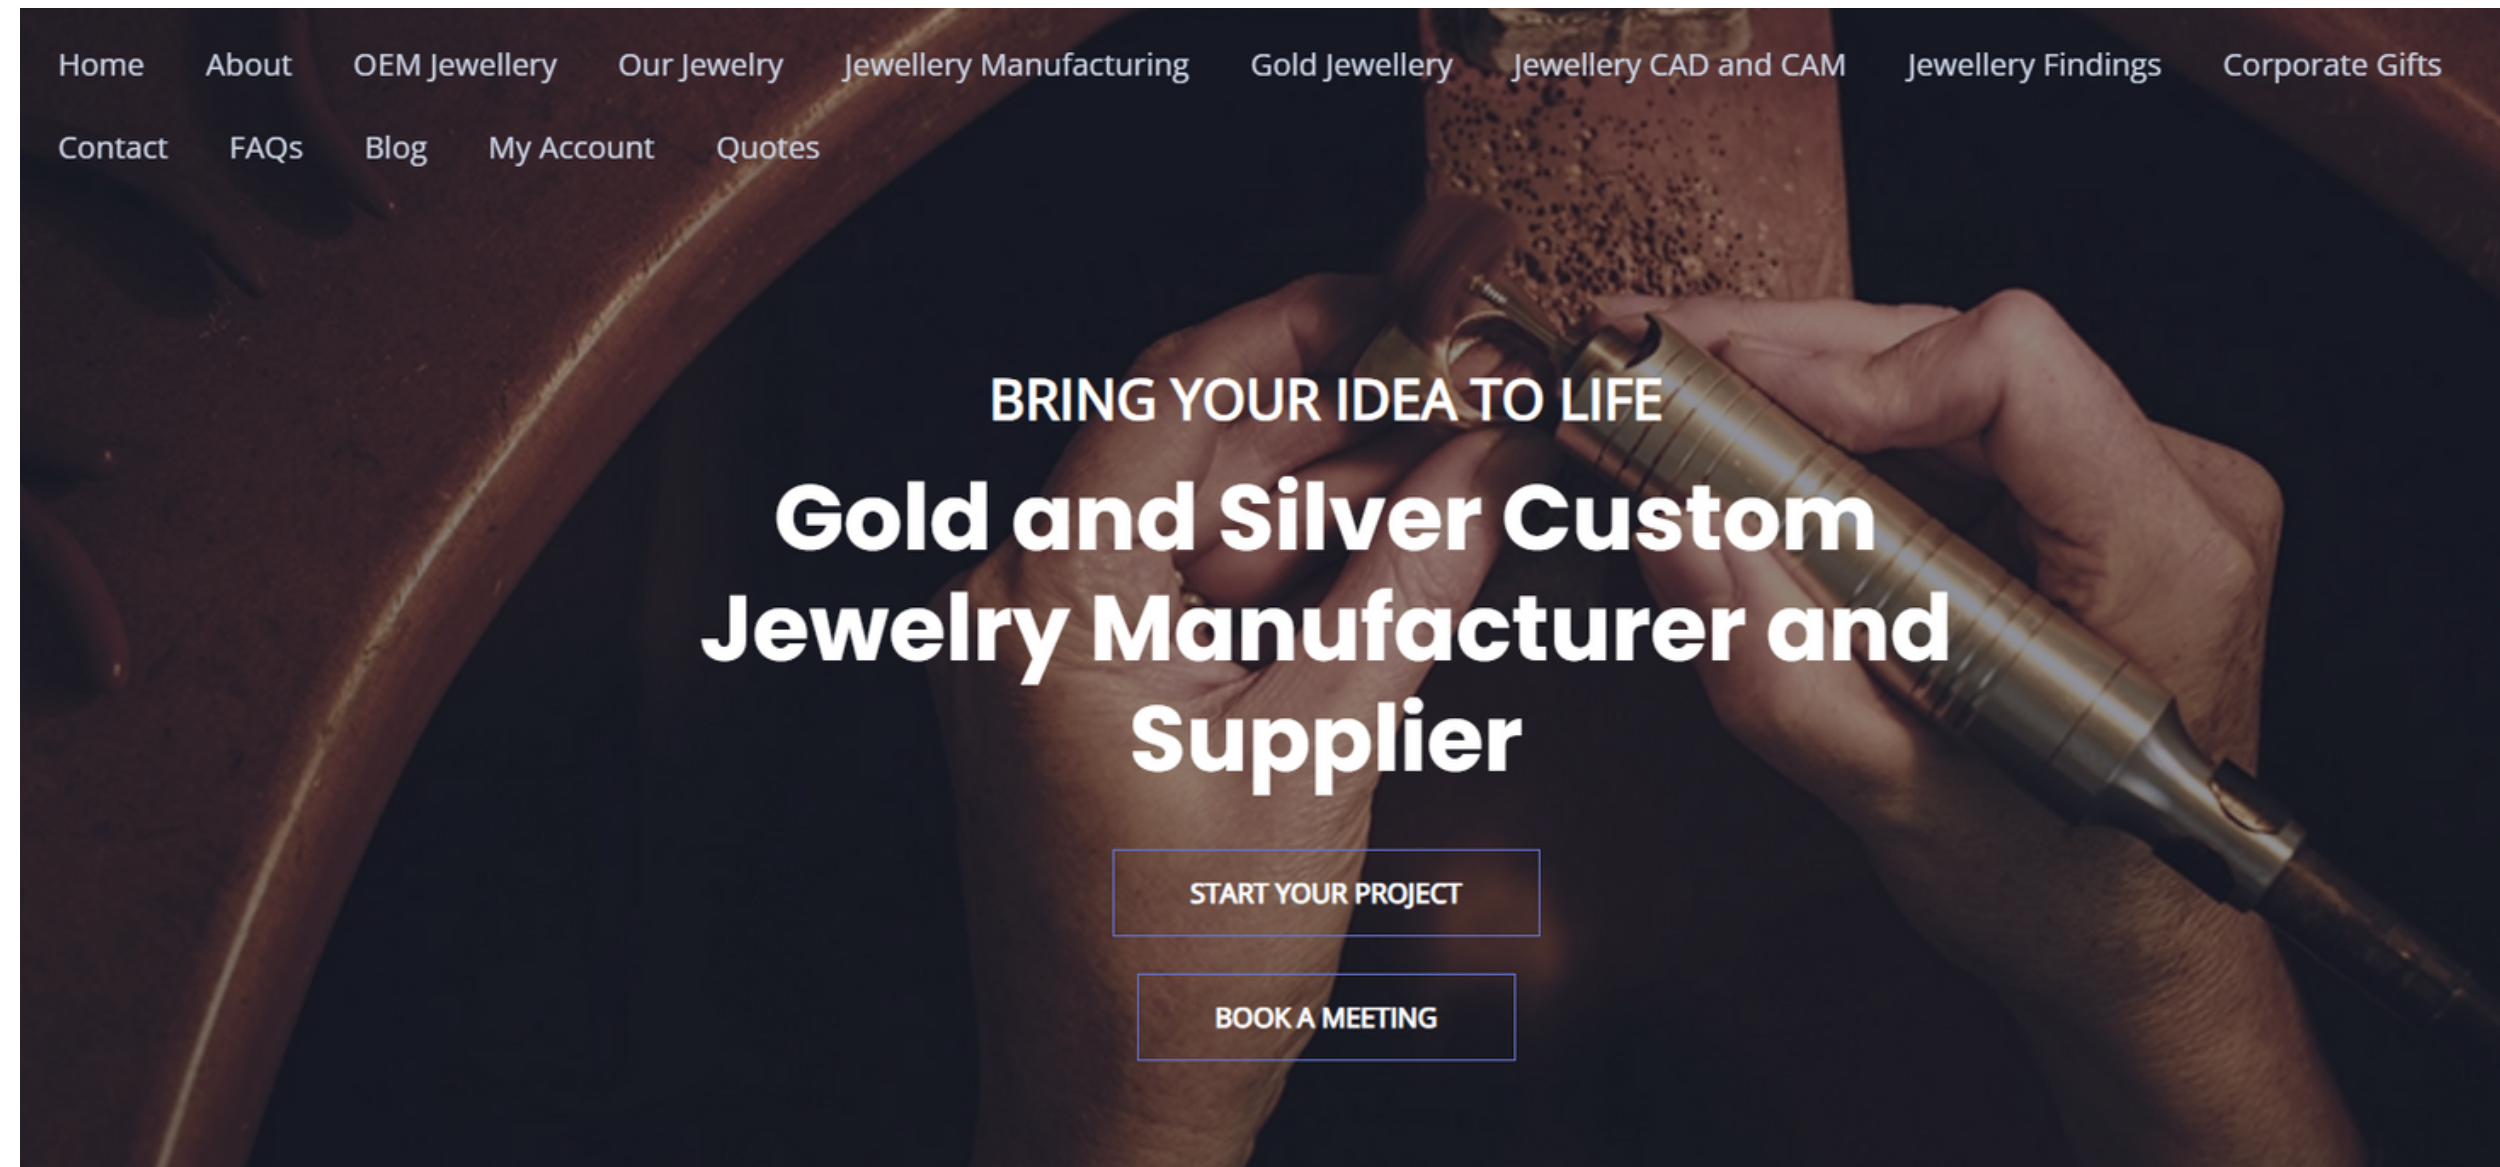 Home About OEM Jewellery Our Jewelry Jewellery Manufacturing Gold Jewellery Jewellery CAD and CAM Jewellery Findings Corporate Gifts
Contact FAQs Blog My Account Quotes
BRING YOUR IDEA TO LIFE
Gold and Silver Custom
Jewelry Manufacturer and
Supplier
START YOUR PROJECT
BOOK A MEETING